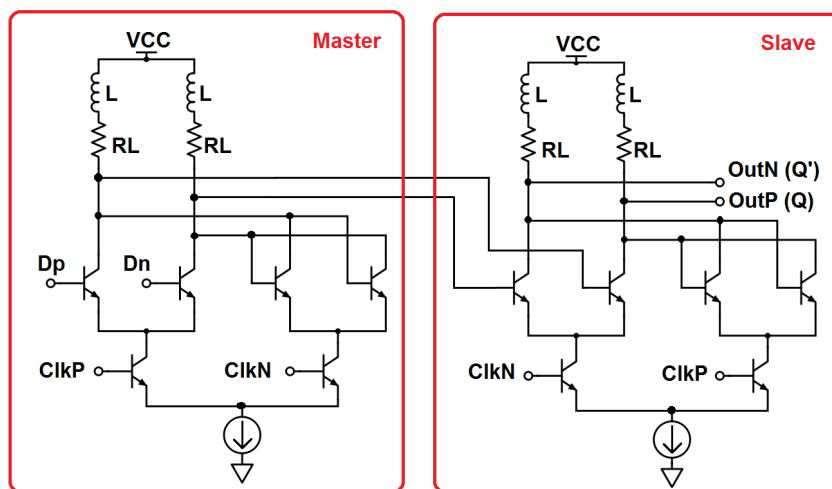 Master
VCC
L
L
RL
RL
Dp
Dn
ClkP
ClkN
Slave
VCC
L
L
RL
RL
OutN (Q')
OutP (Q)
ClkN
ClkP